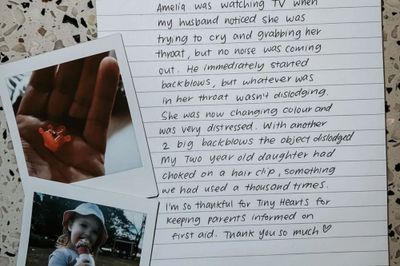 Amelia was watching TV when
my husband noticed she was
trying to cry and grabbing her
throat, but no noise was coming
out. He immediately started
backblows, but whatever was
in her throat wasn't dislodging.
She was now changing colour and
was very distressed. With another
2 big backblows the object dislodged
My Two year old daughter had
choked on a hair clip, something
we had used a thousand times.
I'm so thankful for Tiny Hearts for
keeping parents informed on
first aid. Thank you so much ♡